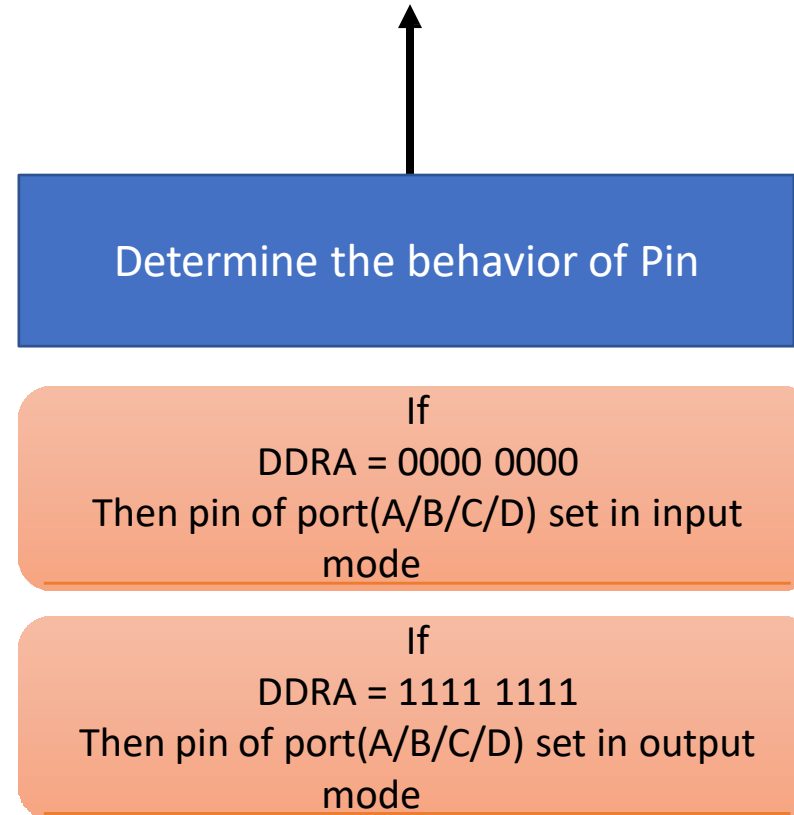 Determine the behavior of Pin
If
DDRA = 0000 0000
Then pin of port(A/B/C/D) set in input
mode
If
DDRA = 1111 1111
Then pin of port(A/B/C/D) set in output
mode